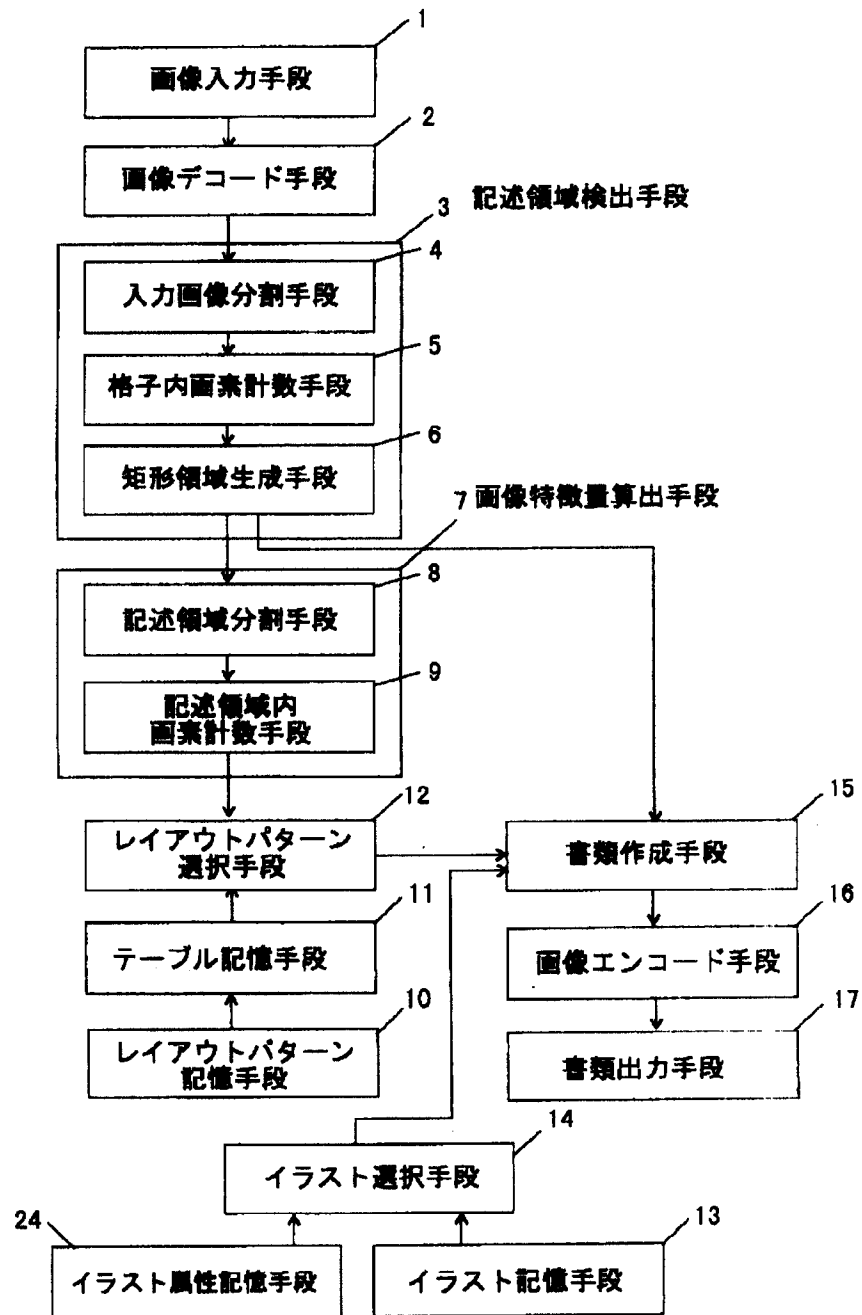 1
画像入力手段
2
画像デコード手段
3 記述領域検出手段
4
入力画像分割手段
5
格子内画素計数手段
6
矩形領域生成手段
7 画像特徴量算出手段
8
記述領域分割手段
9
記述領域内
画素計数手段
12
レイアウトパターン
選択手段
11
テーブル記憶手段
10
レイアウトパターン
記憶手段
15
書類作成手段
16
画像エンコード手段
17
書類出力手段
14
イラスト選択手段
24
イラスト属性記憶手段
13
イラスト記憶手段